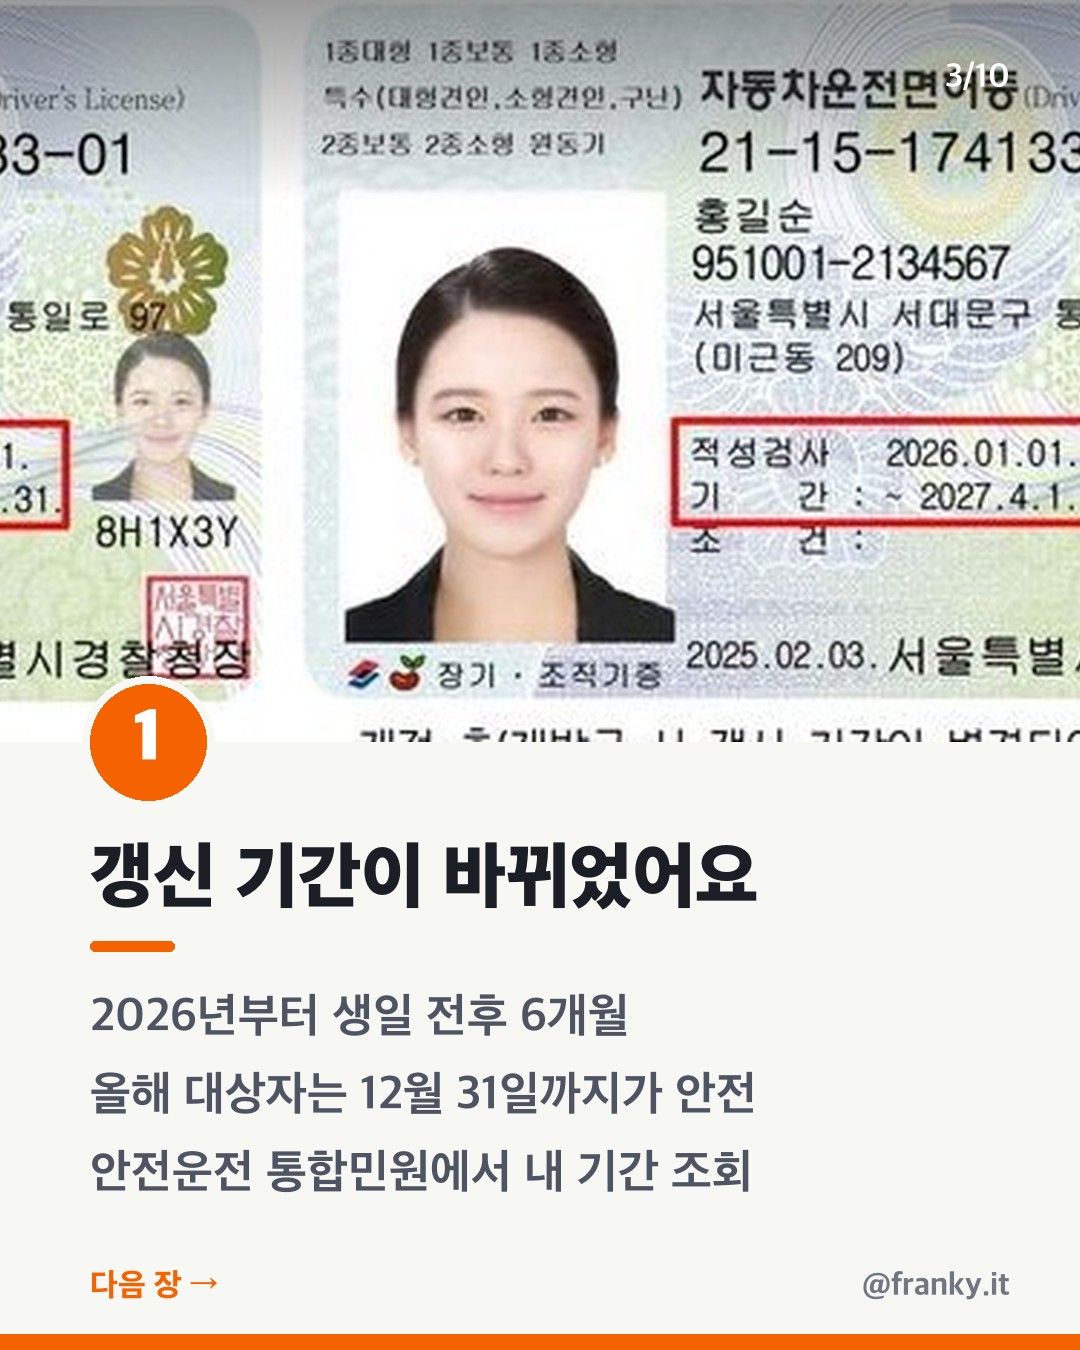 river's License)
33-01
통일로 97
1.
.31.
8H1X3Y
서울특별
시경찰
별시경찰청장
1종대형 1종보통 1종소형
특수(대형견인,소형견인,구난)
2종보통 2종소형 원동기
3/10
자동차운전면허증(Driv
21-15-174133
홍길순
951001-2134567
서울특별시 서대문구 통
(미근동 209)
적성검사 2026.01.01.
기 간 : ~ 2027.4.1.
조 건 :
장기 · 조직기증
2025.02.03. 서울특별
1
갱신 기간이 바뀌었어요
2026년부터 생일 전후 6개월
올해 대상자는 12월 31일까지가 안전
안전운전 통합민원에서 내 기간 조회
다음 장 →
@franky.it